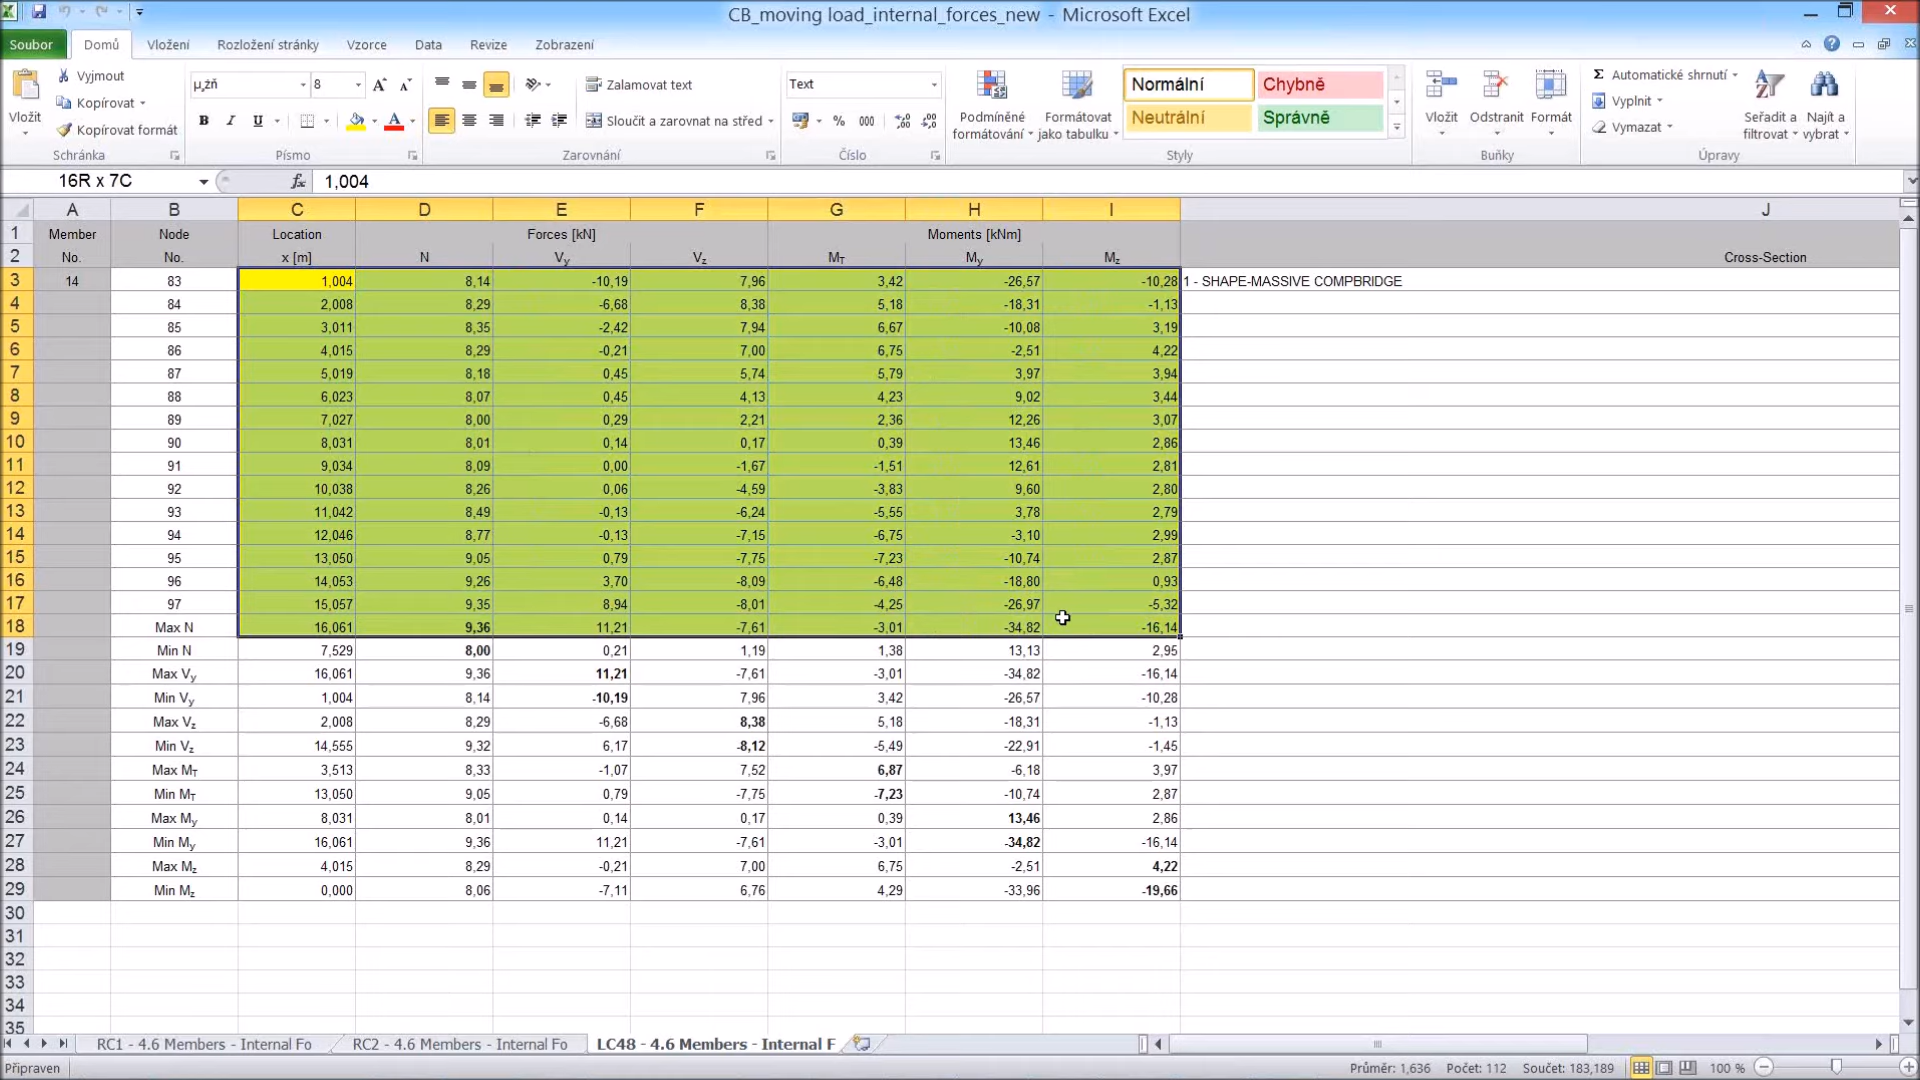 CB_moving load_internal_forces_new - Microsoft Excel
Soubor Domů Vložení Rozložení stránky Vzorce Data Revize Zobrazení
Vložit
Vyjmout
Kopírovat
Kopírovat formát
Schránka
8
B I U A
Písmo
Zalamovat text
Sloučit a zarovnat na střed
Zarovnání
Text
% 000
Číslo
Podmíněné formátování
Formátovat jako tabulku
Normální Chybně
Neutrální Správně
Styly
Vložit Odstranit Formát
Buňky
Σ Automatické shrnutí
Vyplnit
Vymazat
Seřadit a filtrovat
Najít a vybrat
Úpravy
16R x 7C fx 1,004
A B C D E F G H I J
1 Member Node Location Forces [kN] Moments [kNm]
2 No. No. x [m] N Vy Vz MT My Mz Cross-Section
3 14 83 1,004 8,14 -10,19 7,96 3,42 -26,57 -10,28 1 - SHAPE-MASSIVE COMPBRIDGE
4 84 2,008 8,29 -6,68 8,38 5,18 -18,31 -1,13
5 85 3,011 8,35 -2,42 7,94 6,67 -10,08 3,19
6 86 4,015 8,29 -0,21 7,00 6,75 -2,51 4,22
7 87 5,019 8,18 0,45 5,74 5,79 3,97 3,94
8 88 6,023 8,07 0,45 4,13 4,23 9,02 3,44
9 89 7,027 8,00 0,29 2,21 2,36 12,26 3,07
10 90 8,031 8,01 0,14 0,17 0,39 13,46 2,86
11 91 9,034 8,09 0,00 -1,67 -1,51 12,61 2,81
12 92 10,038 8,26 0,06 -4,59 -3,83 9,60 2,80
13 93 11,042 8,49 -0,13 -6,24 -5,55 3,78 2,79
14 94 12,046 8,77 -0,13 -7,15 -6,75 -3,10 2,99
15 95 13,050 9,05 0,79 -7,75 -7,23 -10,74 2,87
16 96 14,053 9,26 3,70 -8,09 -6,48 -18,80 0,93
17 97 15,057 9,35 8,94 -8,01 -4,25 -26,97 -5,32
18 Max N 16,061 9,36 11,21 -7,61 -3,01 -34,82 -16,14
19 Min N 7,529 8,00 0,21 1,19 1,38 13,13 2,95
20 Max Vy 16,061 9,36 11,21 -7,61 -3,01 -34,82 -16,14
21 Min Vy 1,004 8,14 -10,19 7,96 3,42 -26,57 -10,28
22 Max Vz 2,008 8,29 -6,68 8,38 5,18 -18,31 -1,13
23 Min Vz 14,555 9,32 6,17 -8,12 -5,49 -22,91 -1,45
24 Max MT 3,513 8,33 -1,07 7,52 6,87 -6,18 3,97
25 Min MT 13,050 9,05 0,79 -7,75 -7,23 -10,74 2,87
26 Max My 8,031 8,01 0,14 0,17 0,39 13,46 2,86
27 Min My 16,061 9,36 11,21 -7,61 -3,01 -34,82 -16,14
28 Max Mz 4,015 8,29 -0,21 7,00 6,75 -2,51 4,22
29 Min Mz 0,000 8,06 -7,11 6,76 4,29 -33,96 -19,66
30
31
32
33
34
35
RC1 - 4.6 Members - Internal Fo RC2 - 4.6 Members - Internal Fo LC48 - 4.6 Members - Internal F
Připraven Průměr: 1,636 Počet: 112 Součet: 183,189 100 %